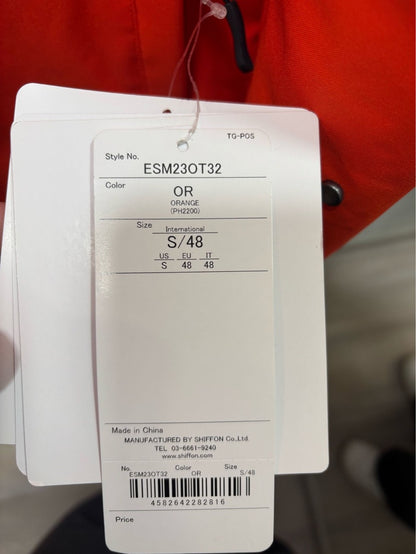 TG-POS
Style No.
ESM23OT32
Color
OR
ORANGE
(PH2200)
Size
International
S/48
US EU IT
S 48 48
Made in China
MANUFACTURED BY SHIFFON Co.,Ltd.
TEL 03-6661-9240
www.shiffon.com
No. Color Size
ESM23OT32 OR S/48
4582642282816
Price